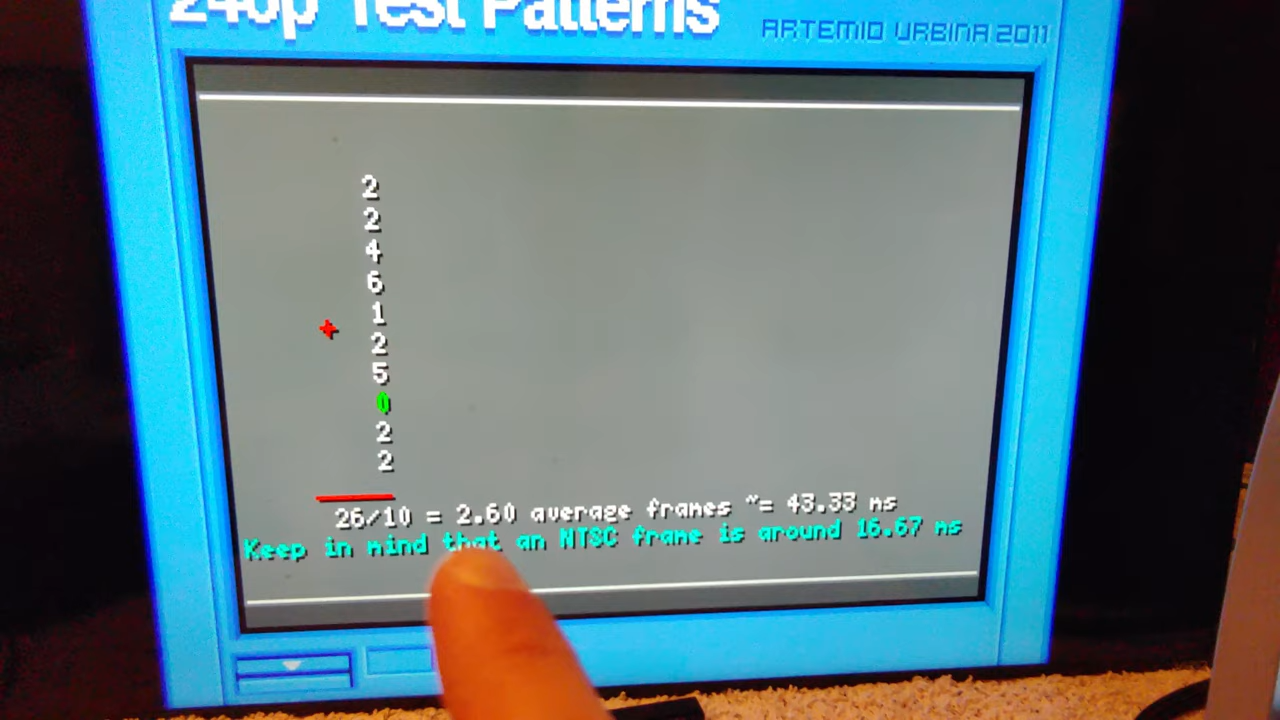 240p Test Patterns
ARTEMIO URBINA 2011
2
2
4
6
1
2
5
0
2
2
+
26/10 = 2.60 average frames ~= 43.33 ms
Keep in mind that an NTSC frame is around 16.67 ms